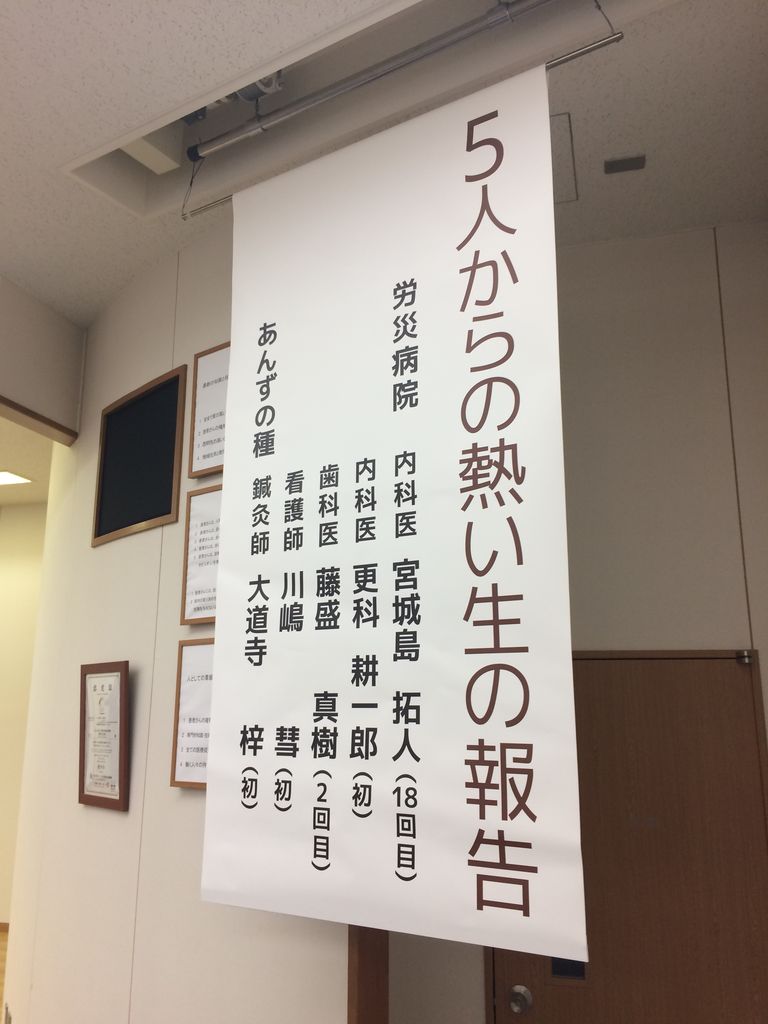 5人からの熱い生の報告
労災病院 内科医 宮城島 拓人(18回目)
内科医 更科 耕一郎(初)
歯科医 藤盛 真樹(2回目)
看護師 川嶋 彗(初)
あんずの種 鍼灸師 大道寺 梓(初)